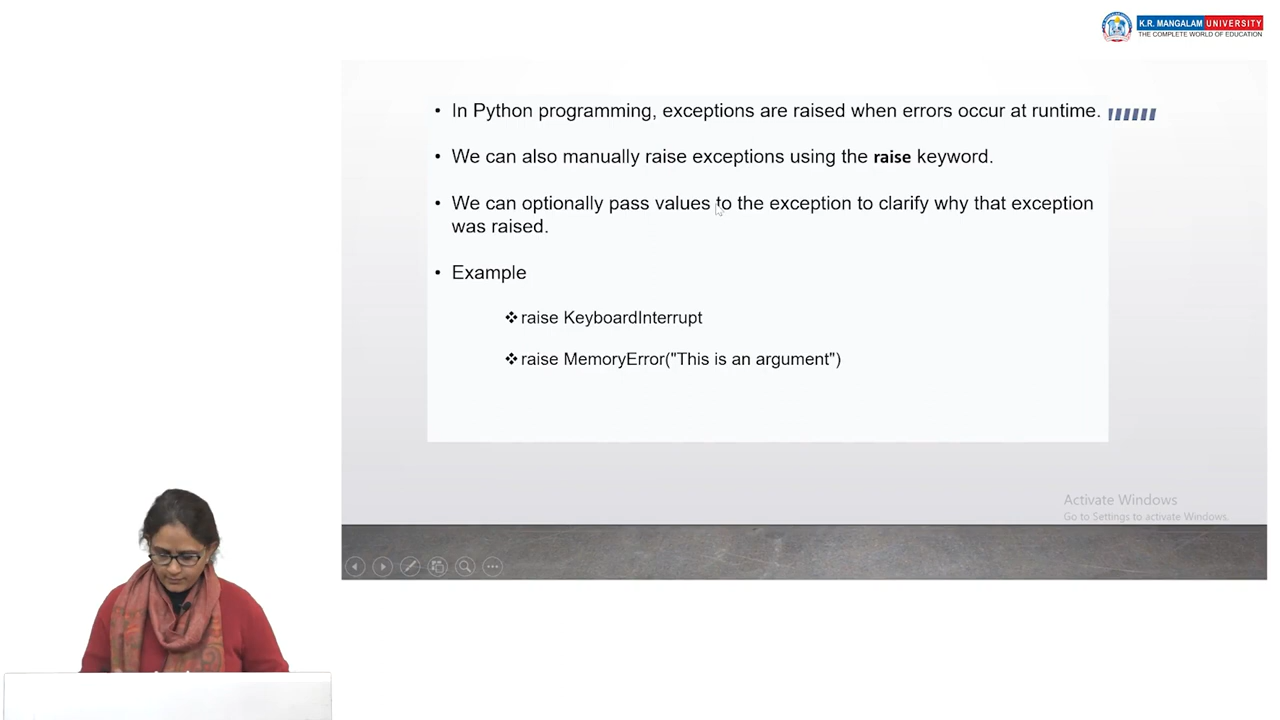 K.R. MANGALAM UNIVERSITY
THE COMPLETE WORLD OF EDUCATION
• In Python programming, exceptions are raised when errors occur at runtime.
• We can also manually raise exceptions using the raise keyword.
• We can optionally pass values to the exception to clarify why that exception
was raised.
• Example
❖ raise KeyboardInterrupt
❖ raise MemoryError("This is an argument")
Activate Windows
Go to Settings to activate Windows.